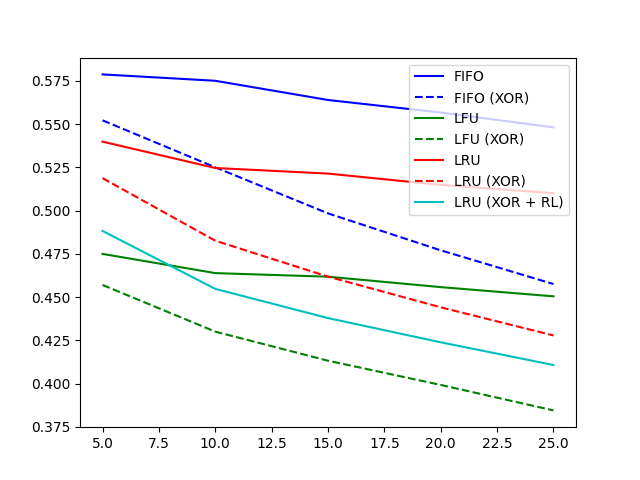 0.575
0.550
0.525
0.500
0.475
0.450
0.425
0.400
0.375
5.0 7.5 10.0 12.5 15.0 17.5 20.0 22.5 25.0
FIFO
FIFO (XOR)
LFU
LFU (XOR)
LRU
LRU (XOR)
LRU (XOR + RL)